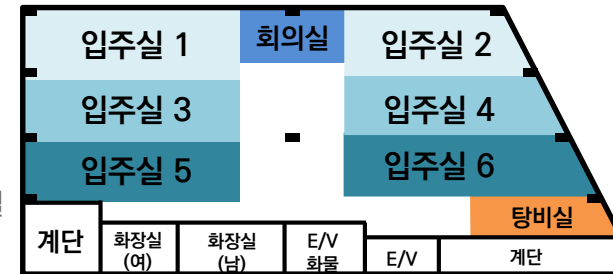 입주실 1
회의실
입주실 2
입주실 3
입주실 4
입주실 5
입주실 6
탕비실
계단
화장실
(여)
화장실
(남)
E/V
화물
E/V
계단